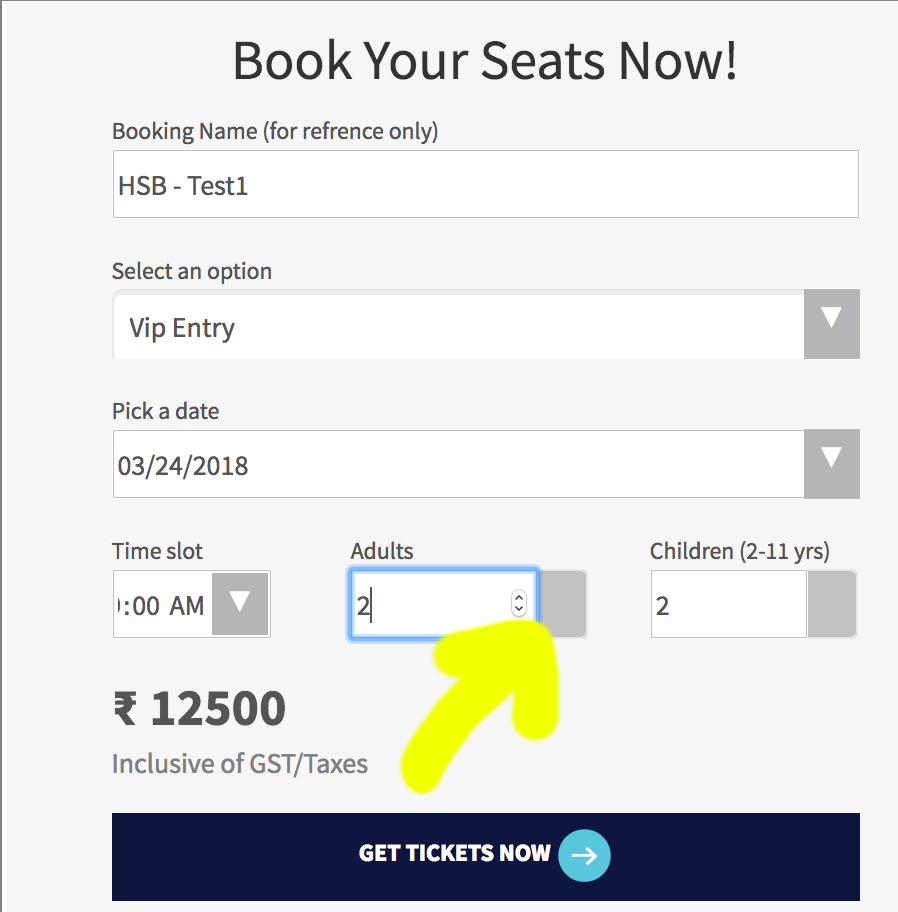 Book Your Seats Now!
Booking Name (for refrence only)
HSB - Test1
Select an option
Vip Entry
Pick a date
03/24/2018
Time slot Adults Children (2-11 yrs)
:00 AM 2 2
₹ 12500
Inclusive of GST/Taxes
GET TICKETS NOW